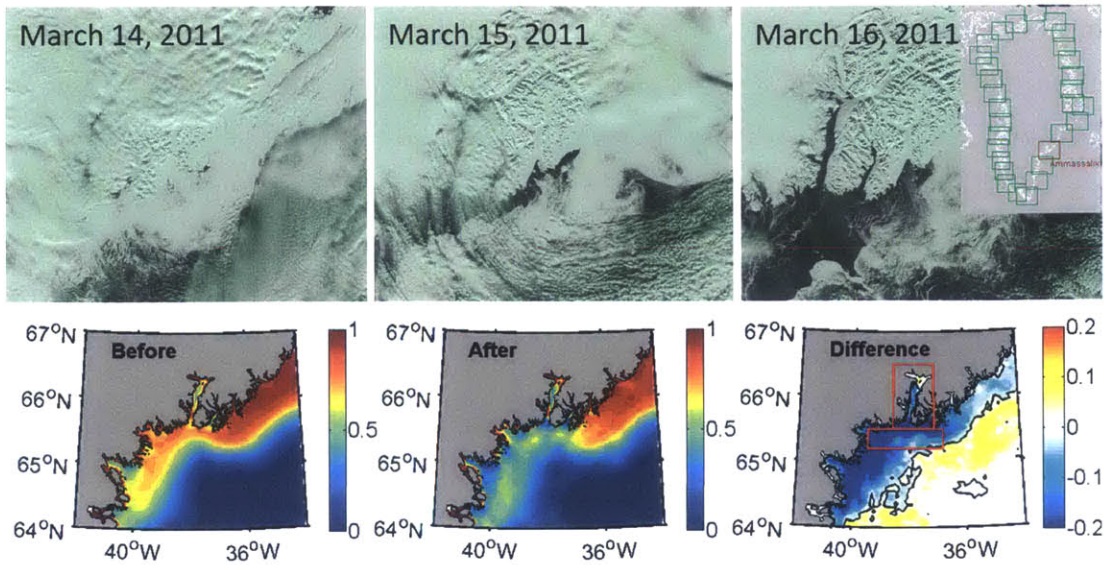 March 14, 2011
March 15, 2011
March 16, 2011
Ammassalik
67°N
66°N
65°N
64°N
40°W
36°W
Before
1
0.5
0
67°N
66°N
65°N
64°N
40°W
36°W
After
1
0.5
0
67°N
66°N
65°N
64°N
40°W
36°W
Difference
0.2
0.1
0
-0.1
-0.2